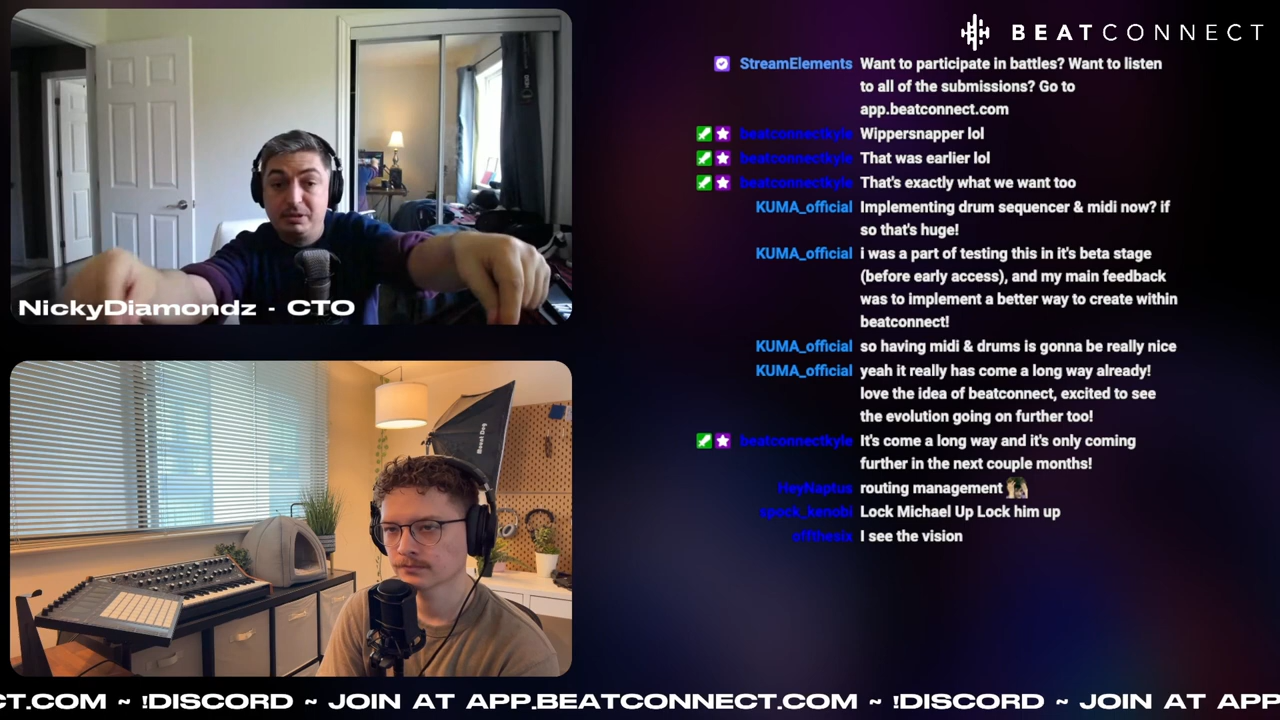 BEATCONNECT
StreamElements Want to participate in battles? Want to listen
to all of the submissions? Go to
app.beatconnect.com
beatconnectkyle Wippersnapper lol
beatconnectkyle That was earlier lol
beatconnectkyle That's exactly what we want too
KUMA_official Implementing drum sequencer & midi now? if
so that's huge!
KUMA_official i was a part of testing this in it's beta stage
(before early access), and my main feedback
was to implement a better way to create within
beatconnect!
KUMA_official so having midi & drums is gonna be really nice
KUMA_official yeah it really has come a long way already!
love the idea of beatconnect, excited to see
the evolution going on further too!
beatconnectkyle It's come a long way and it's only coming
further in the next couple months!
HeyNaptus routing management
spock_kenobi Lock Michael Up Lock him up
offthesix I see the vision
NickyDiamondz - CTO
CT.COM ~ !DISCORD ~ JOIN AT APP.BEATCONNECT.COM ~ !DISCORD ~ JOIN AT APP